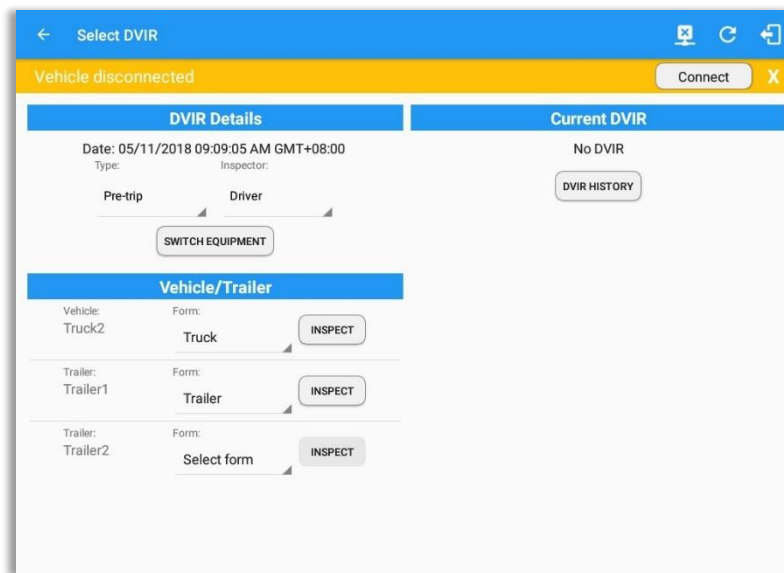 Select DVIR
Vehicle disconnected
Connect
X
DVIR Details
Date: 05/11/2018 09:09:05 AM GMT+08:00
Type: Inspector:
Pre-trip Driver
SWITCH EQUIPMENT
Vehicle/Trailer
Vehicle: Form:
Truck2 Truck INSPECT
Trailer: Form:
Trailer1 Trailer INSPECT
Trailer: Form:
Trailer2 Select form INSPECT
Current DVIR
No DVIR
DVIR HISTORY